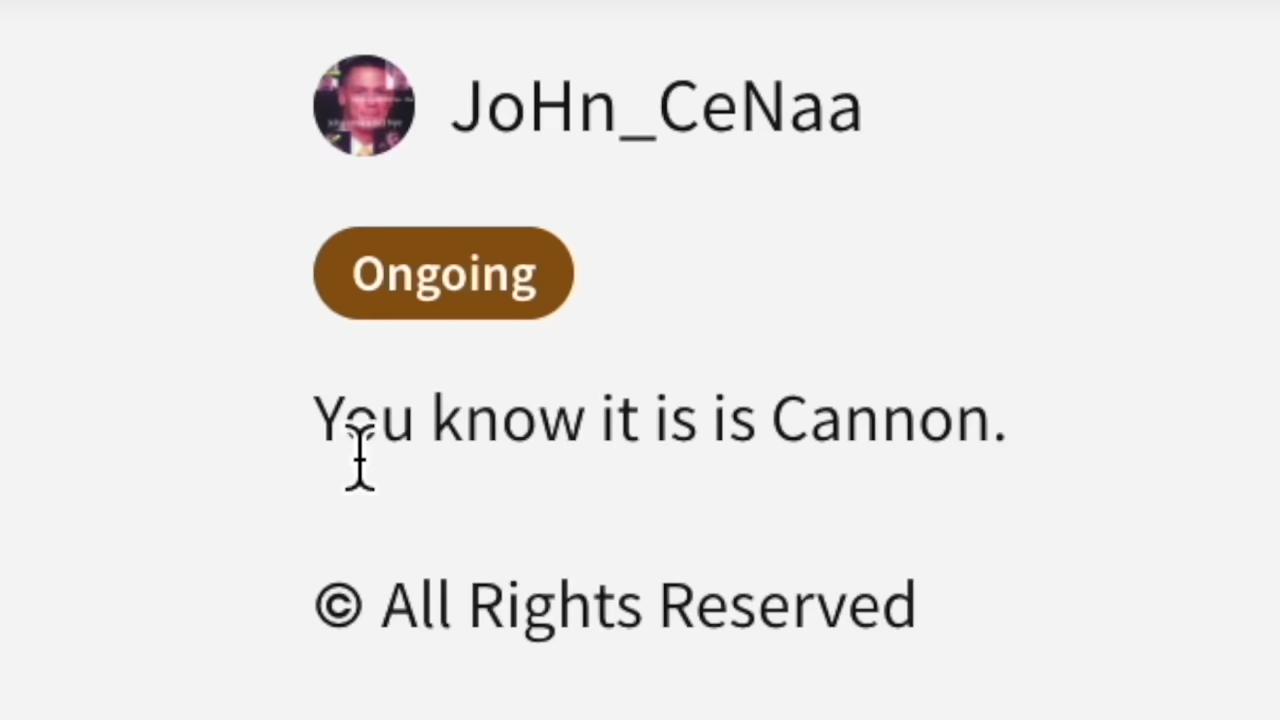 JoHn_CeNaa
Ongoing
You know it is is Cannon.
© All Rights Reserved